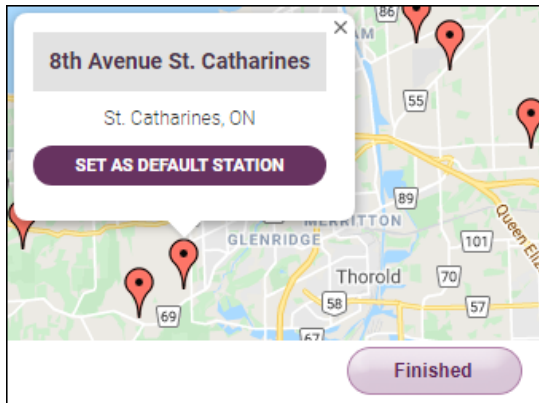 8th Avenue St. Catharines
St. Catharines, ON
SET AS DEFAULT STATION
86
AM
55
89
MERRITTON
GLENRIDGE
101
Queen Eliz
Thorold
70
58
57
69
67
Finished